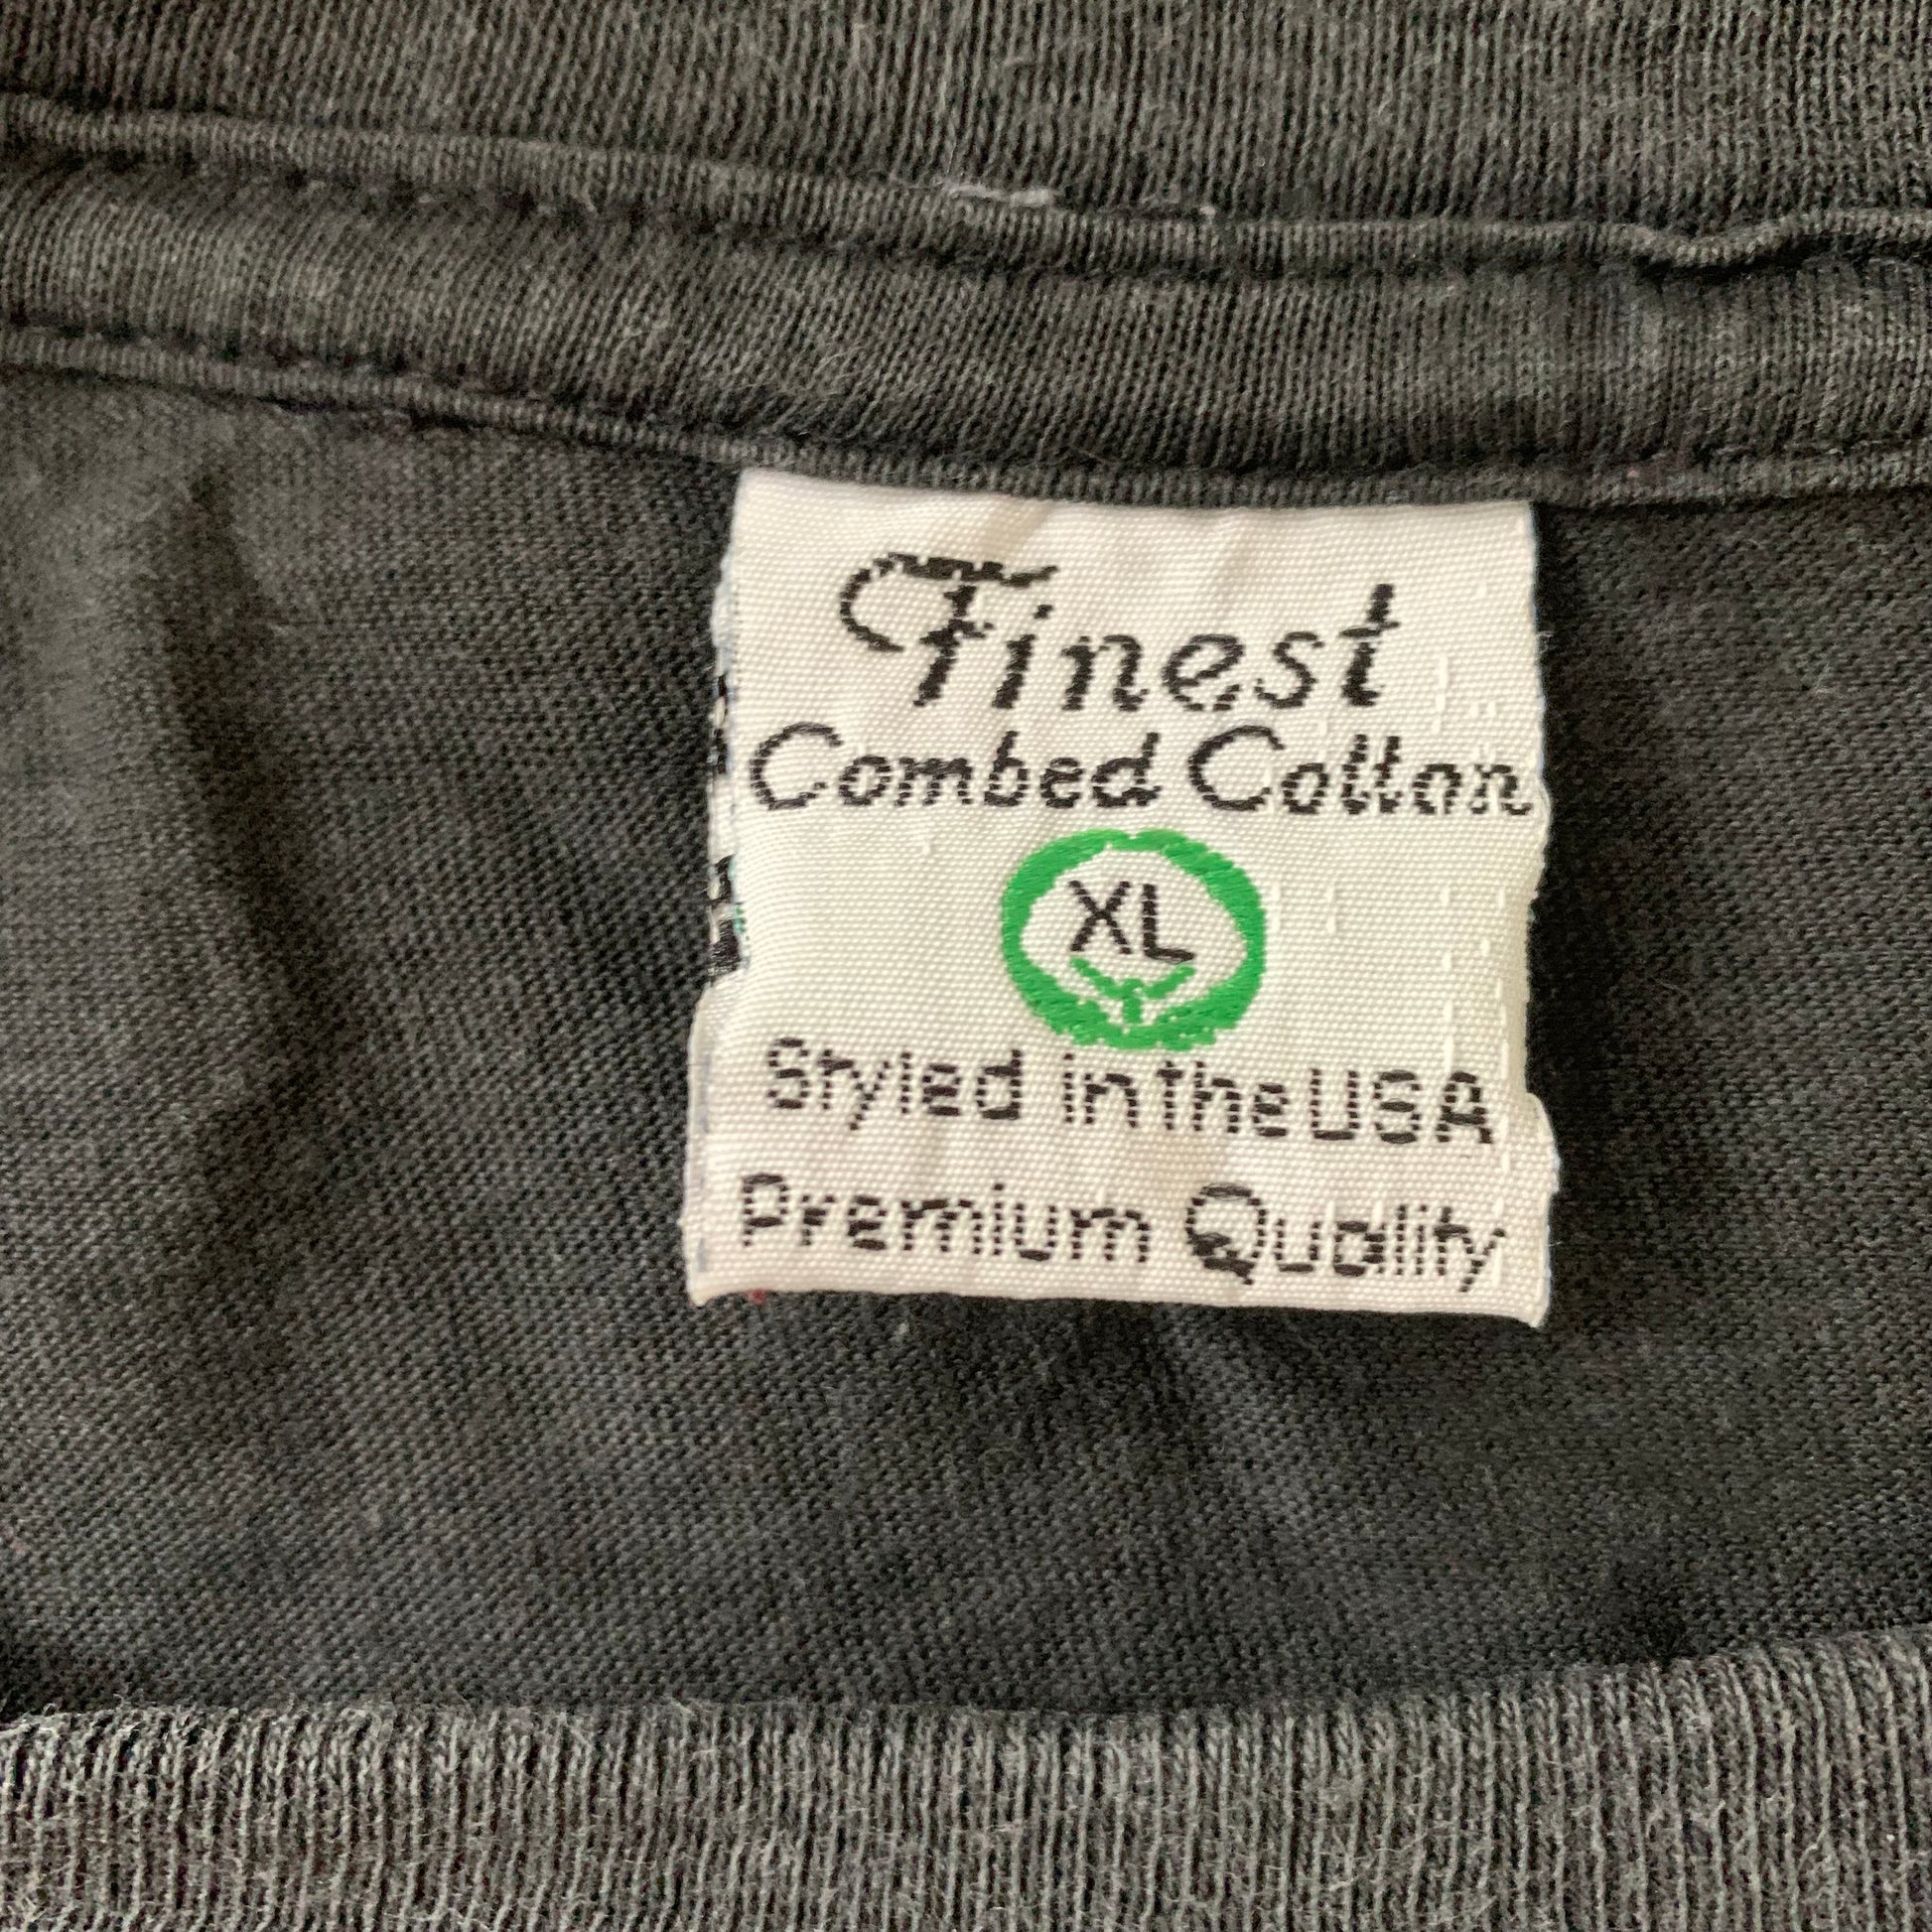 Finest
Combed Cotton
XL
Styled in the USA
Premium Quality